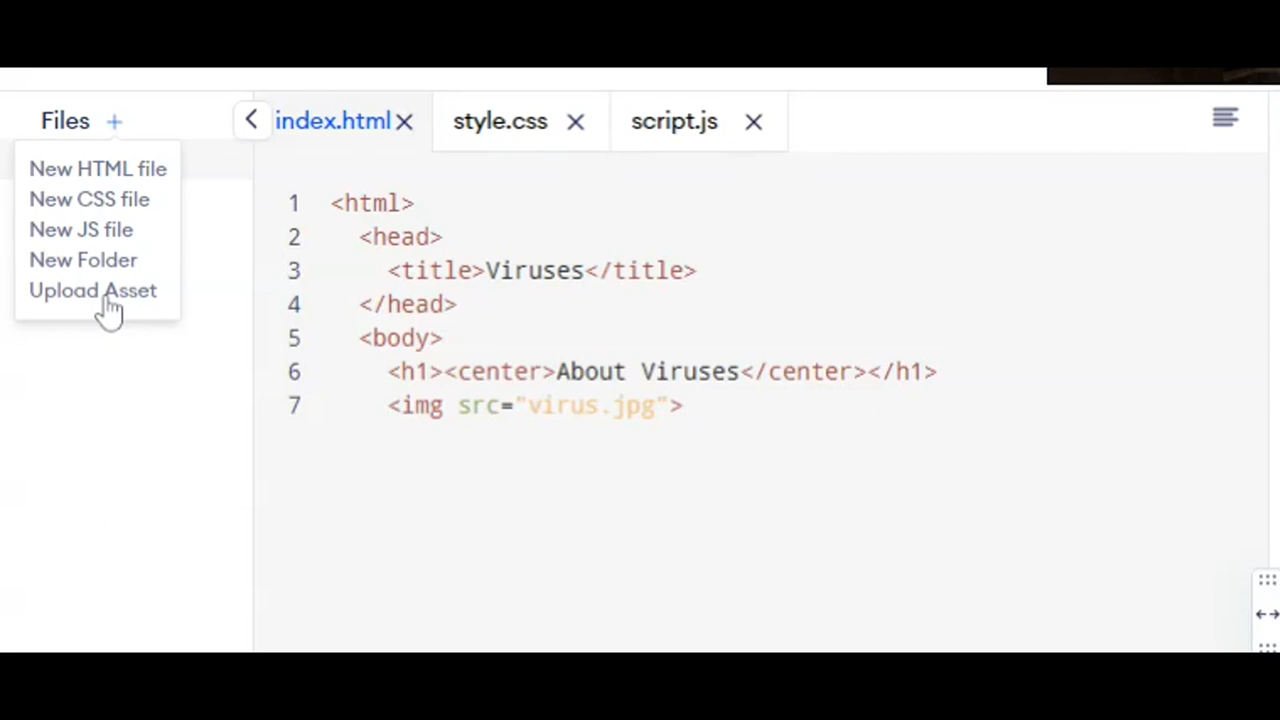 Files +
index.html
style.css
script.js
New HTML file
New CSS file
New JS file
New Folder
Upload Asset
1 <html>
2 <head>
3 <title>Viruses</title>
4 </head>
5 <body>
6 <h1><center>About Viruses</center></h1>
7 <img src="virus.jpg">